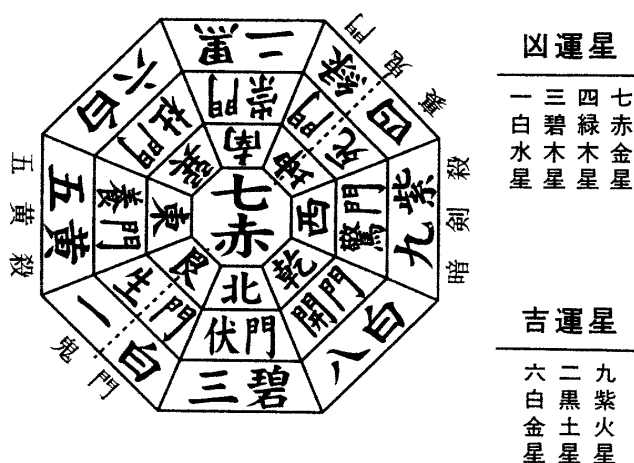 凶運星
七赤金星
四緑木星
三碧木星
一白水星
吉運星
九紫火星
二黒土星
六白金星
二黒
崇門
南
四緑
死門
坤
裏鬼門
九紫
驚門
西
暗剣殺
八白
開門
乾
三碧
伏門
北
一白
生門
艮
鬼門
五黄
養門
東
五黄殺
六白
杜門
巽
七赤